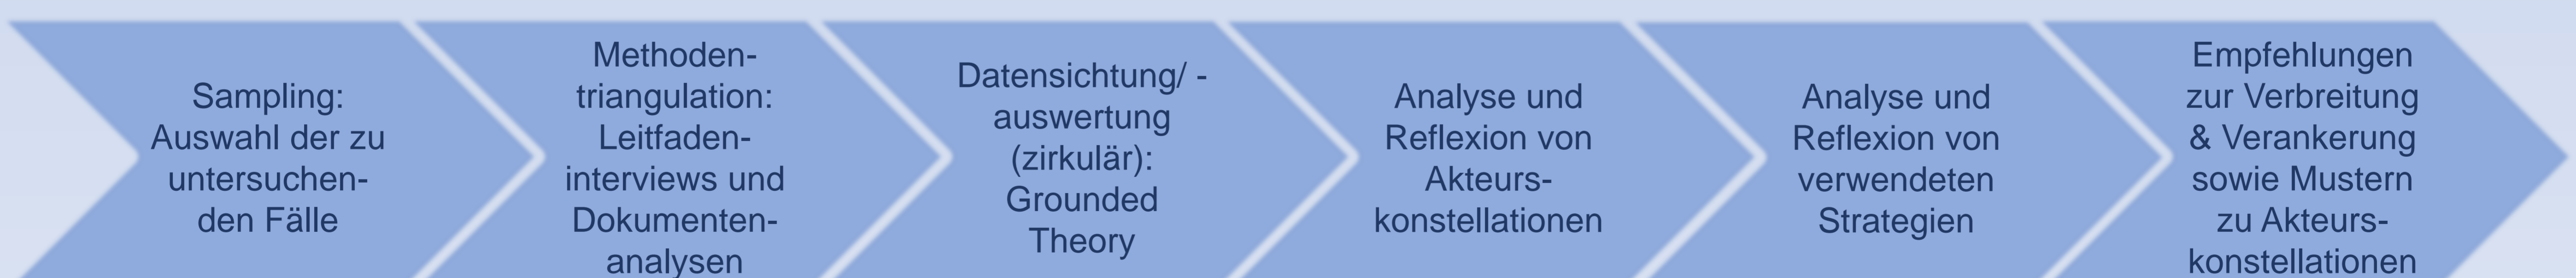 Sampling:
Auswahl der zu
untersuchen-
den Fälle
Methoden-
triangulation:
Leitfaden-
interviews und
Dokumenten-
analysen
Datensichtung/ -
auswertung
(zirkulär):
Grounded
Theory
Analyse und
Reflexion von
Akteurs-
konstellationen
Analyse und
Reflexion von
verwendeten
Strategien
Empfehlungen
zur Verbreitung
& Verankerung
sowie Mustern
zu Akteurs-
konstellationen